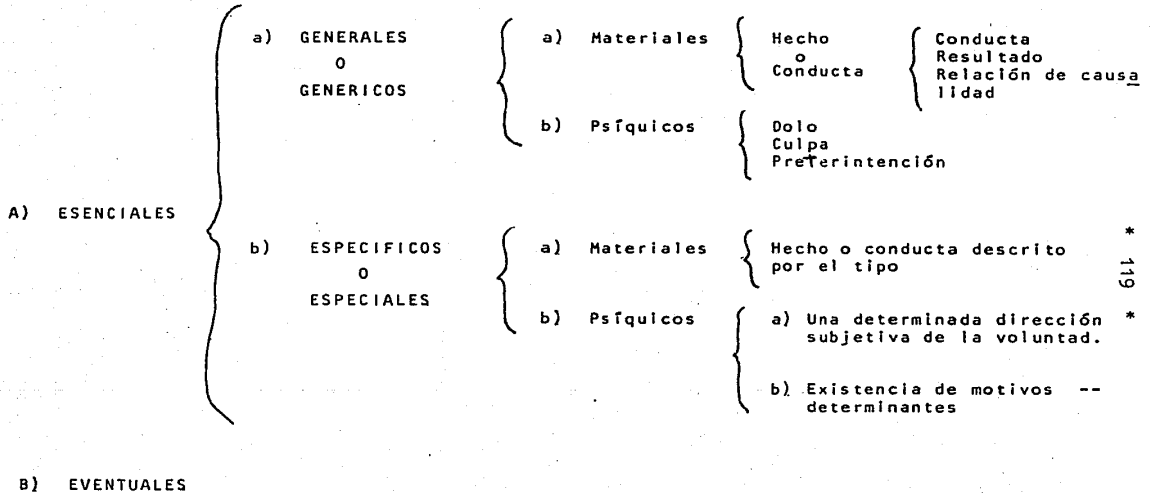 a) GENERALES
O
GENERICOS
a) Materiales
Hecho
o
Conducta
Conducta
Resultado
Relación de causa
lidad
b) Psíquicos
Dolo
Culpa
Preterintención
A) ESENCIALES
b) ESPECIFICOS
O
ESPECIALES
a) Materiales
Hecho o conducta descrito
por el tipo
b) Psíquicos
a) Una determinada dirección
subjetiva de la voluntad.
b) Existencia de motivos --
determinantes
* 119 *
B) EVENTUALES